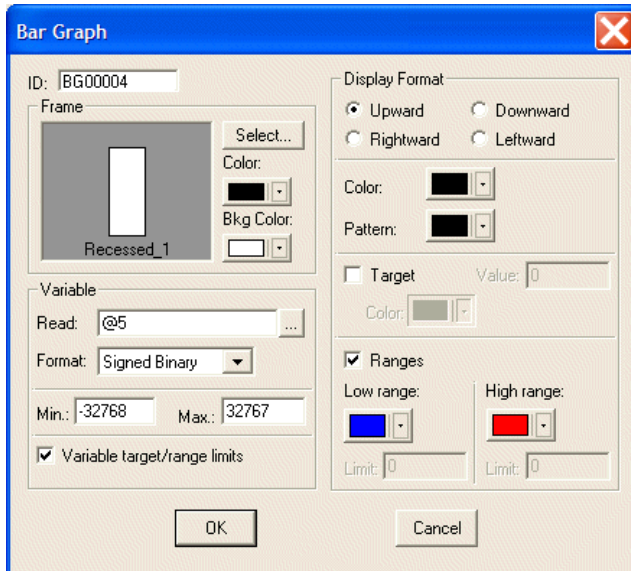 Bar Graph
ID: BG00004
Frame
Select...
Color:
Bkg Color:
Recessed_1
Variable
Read: @5 ...
Format: Signed Binary
Min.: -32768 Max.: 32767
Variable target/range limits
Display Format
Upward Downward
Rightward Leftward
Color:
Pattern:
Target Value: 0
Color:
Ranges
Low range: High range:
Limit: 0 Limit: 0
OK Cancel